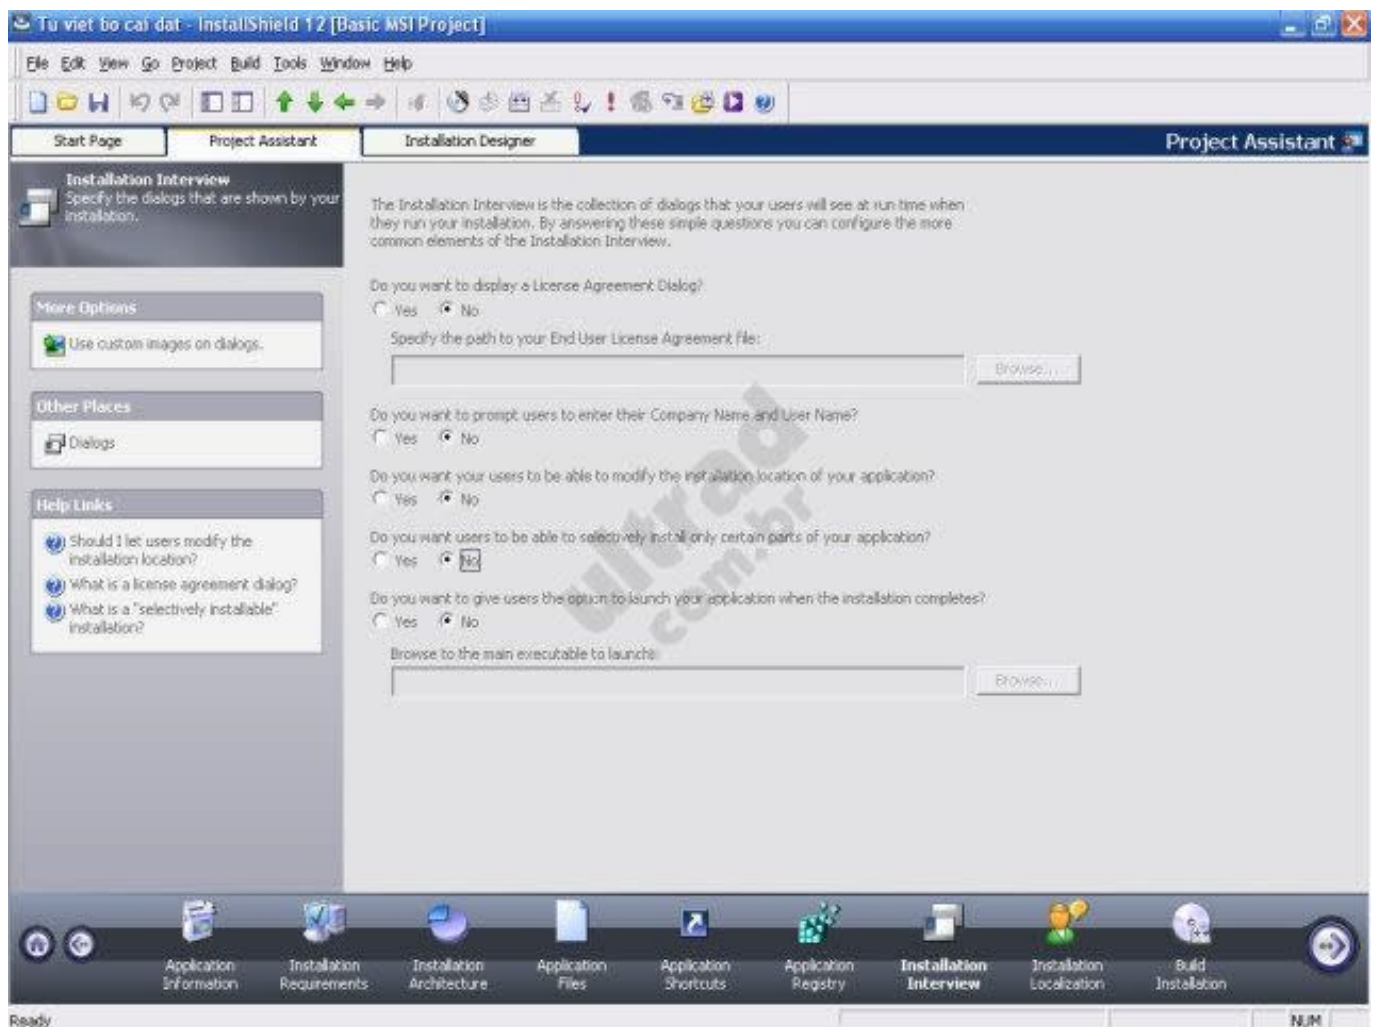 Tu viet bo cai dat - InstallShield 12 [Basic MSI Project]
File Edit View Go Project Build Tools Window Help
Start Page
Project Assistant
Installation Designer
Project Assistant
Installation Interview
Specify the dialogs that are shown by your
installation.
More Options
Use custom images on dialogs.
Other Places
Dialogs
Help Links
Should I let users modify the
installation location?
What is a license agreement dialog?
What is a "selectively installable"
installation?
The Installation Interview is the collection of dialogs that your users will see at run time when
they run your installation. By answering these simple questions you can configure the more
common elements of the Installation Interview.
Do you want to display a License Agreement Dialog?
Yes No
Specify the path to your End User License Agreement file:
Browse...
Do you want to prompt users to enter their Company Name and User Name?
Yes No
Do you want your users to be able to modify the installation location of your application?
Yes No
Do you want users to be able to selectively install only certain parts of your application?
Yes No
Do you want to give users the option to launch your application when the installation completes?
Yes No
Browse to the main executable to launch:
Browse...
ultrad
com.br
Application
Information
Installation
Requirements
Installation
Architecture
Application
Files
Application
Shortcuts
Application
Registry
Installation
Interview
Installation
Localization
Build
Installation
Ready
NUM